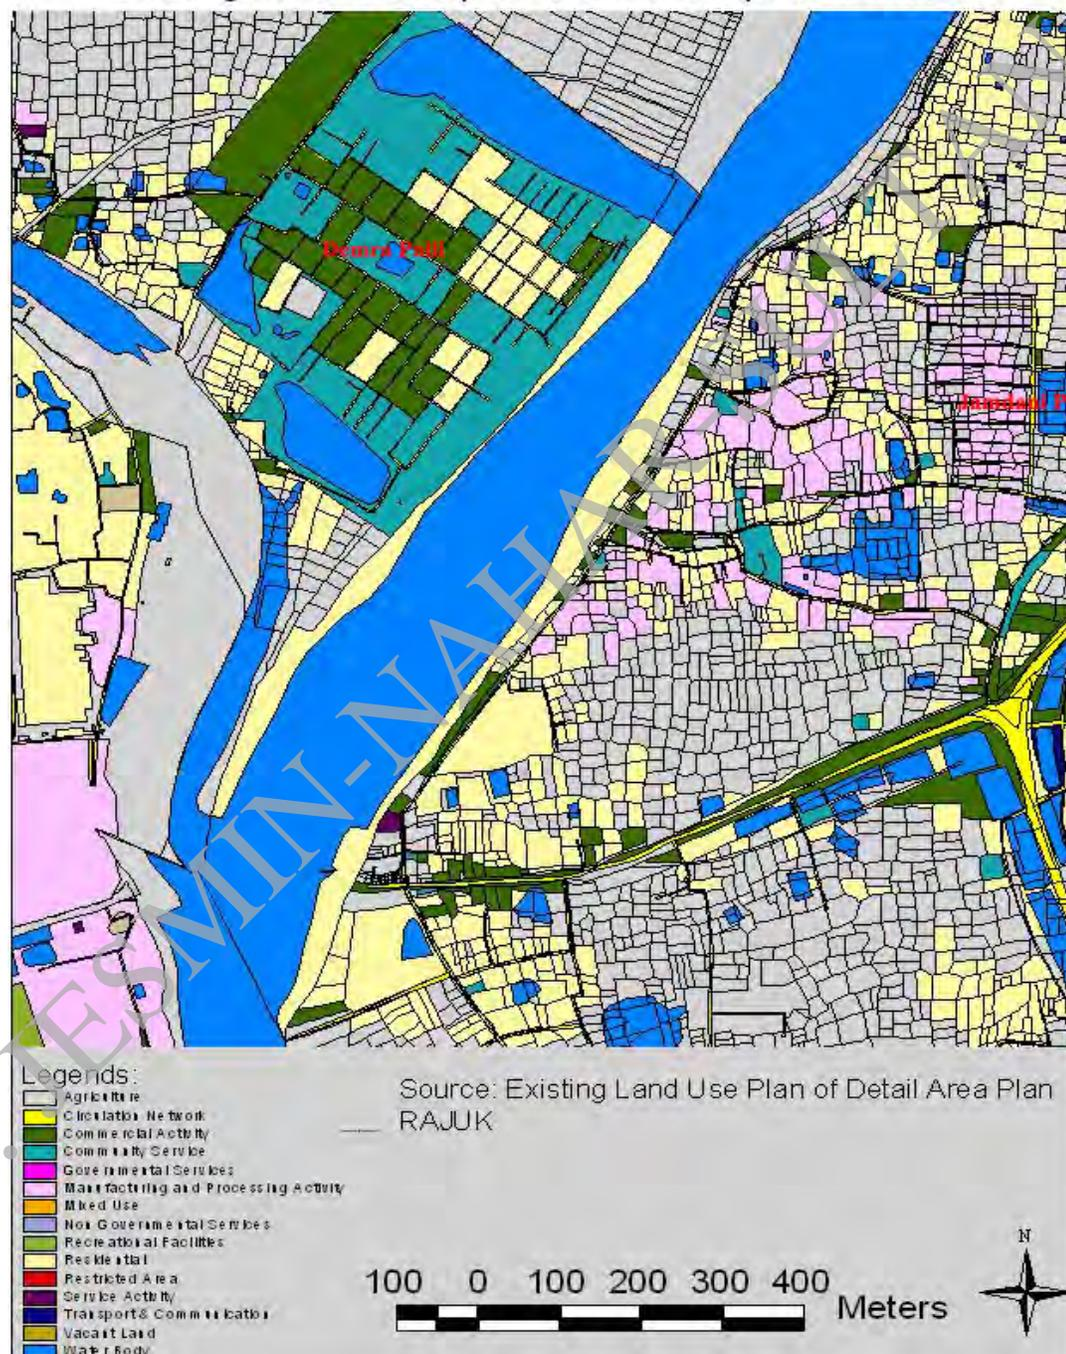 Demra Palli
Jamdani P
JESMIN-NAHAR-SULTANA
Legends:
Agriculture
Circulation Network
Commercial Activity
Community Service
Governmental Services
Manufacturing and Processing Activity
Mixed Use
Non Governmental Services
Recreational Facilities
Residential
Restricted Area
Service Activity
Transport & Communication
Vacant Land
Water Body
Source: Existing Land Use Plan of Detail Area Plan
RAJUK
N
100 0 100 200 300 400
Meters